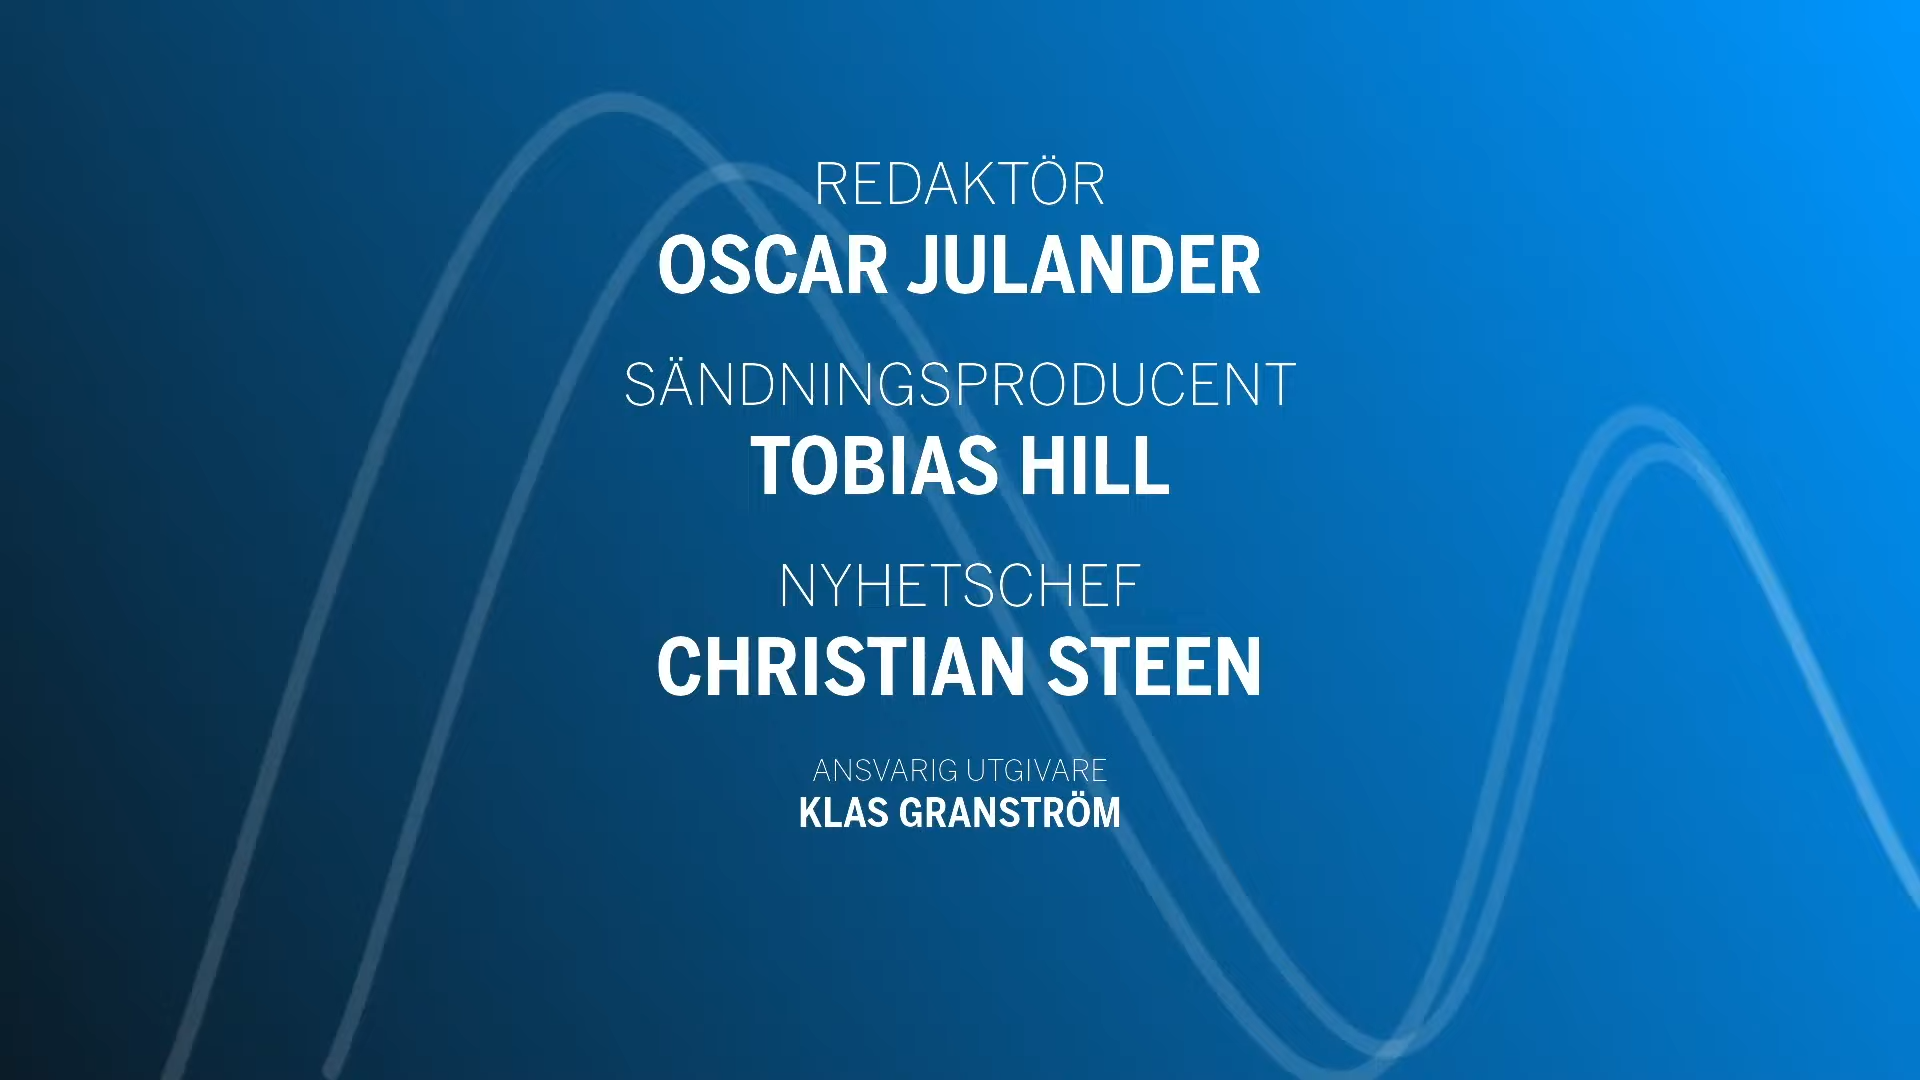 REDAKTÖR
OSCAR JULANDER
SÄNDNINGSPRODUCENT
TOBIAS HILL
NYHETSCHEF
CHRISTIAN STEEN
ANSVARIG UTGIVARE
KLAS GRANSTRÖM